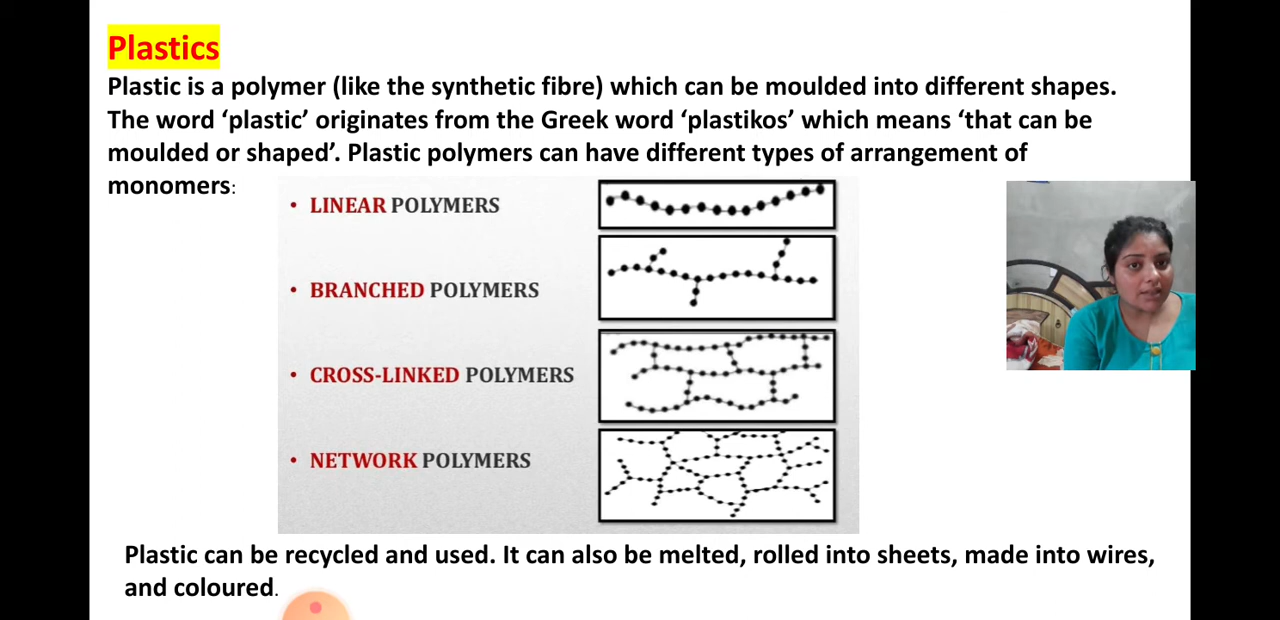 Plastics
Plastic is a polymer (like the synthetic fibre) which can be moulded into different shapes.
The word ‘plastic’ originates from the Greek word ‘plastikos’ which means ‘that can be
moulded or shaped’. Plastic polymers can have different types of arrangement of
monomers:
• LINEAR POLYMERS
• BRANCHED POLYMERS
• CROSS-LINKED POLYMERS
• NETWORK POLYMERS
Plastic can be recycled and used. It can also be melted, rolled into sheets, made into wires,
and coloured.